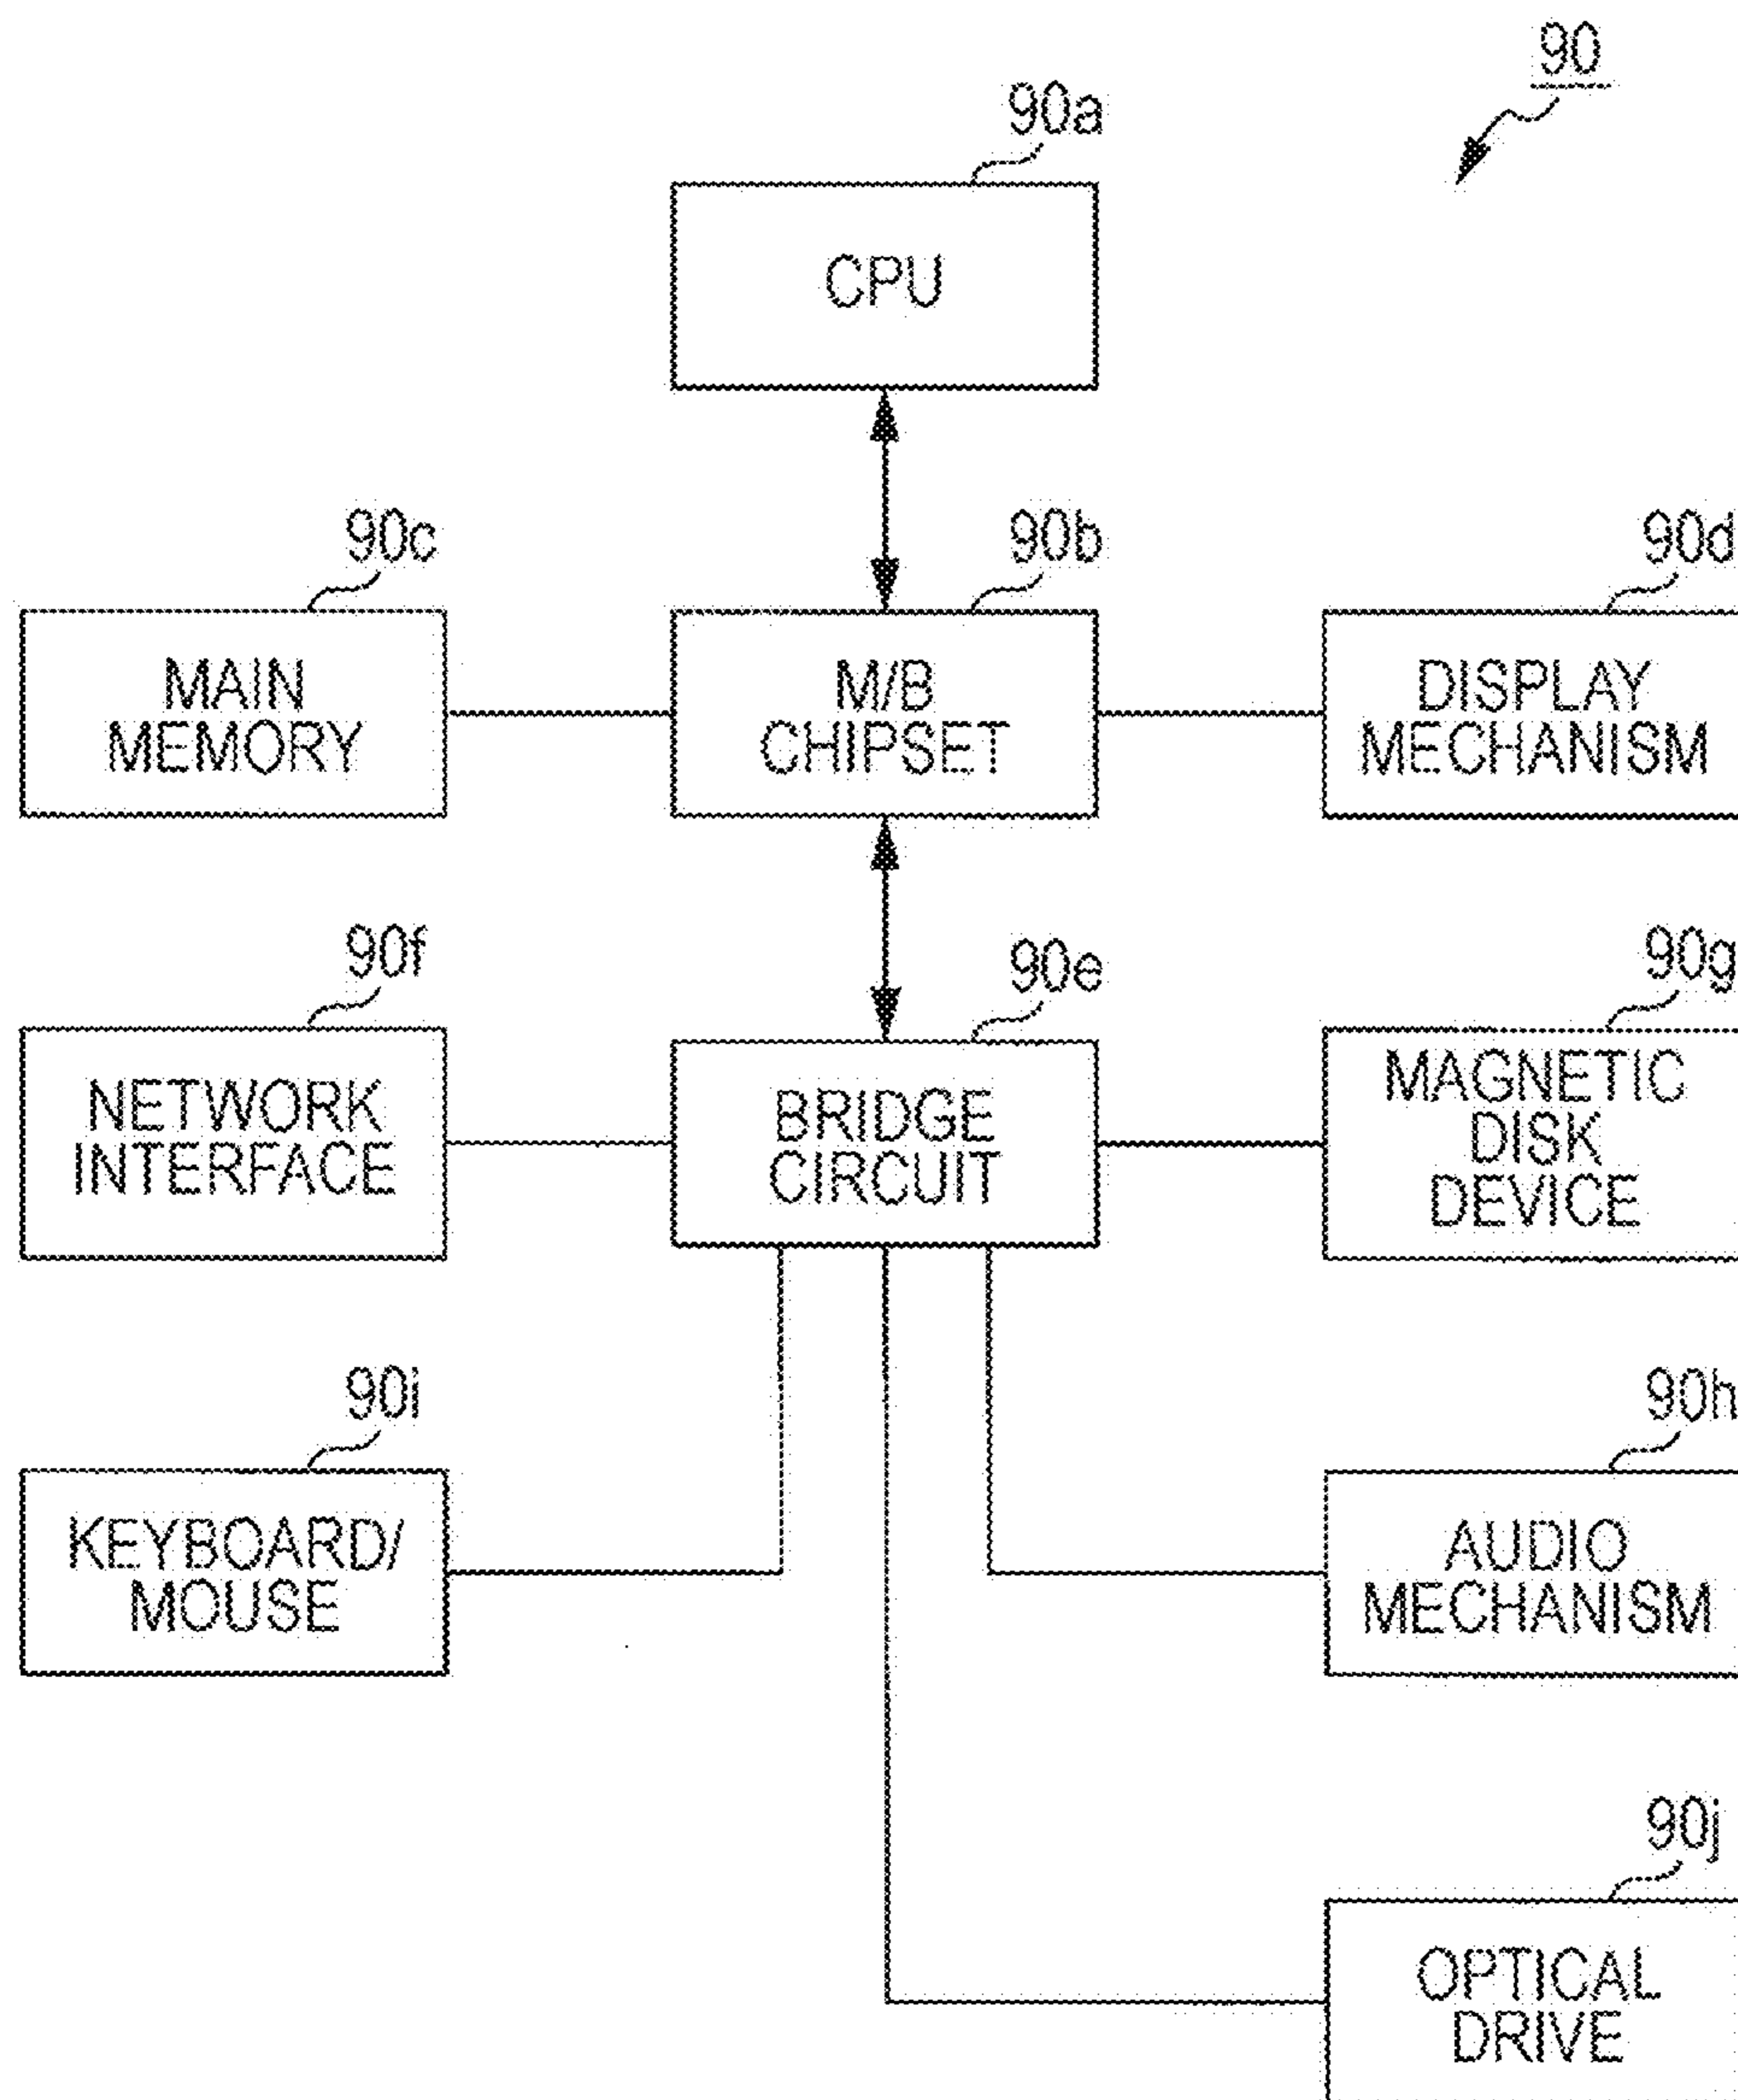 90
90a
CPU
90c
90b
90d
MAIN
MEMORY
M/B
CHIPSET
DISPLAY
MECHANISM
90f
90e
90g
NETWORK
INTERFACE
BRIDGE
CIRCUIT
MAGNETIC
DISK
DEVICE
90i
90h
KEYBOARD/
MOUSE
AUDIO
MECHANISM
90j
OPTICAL
DRIVE